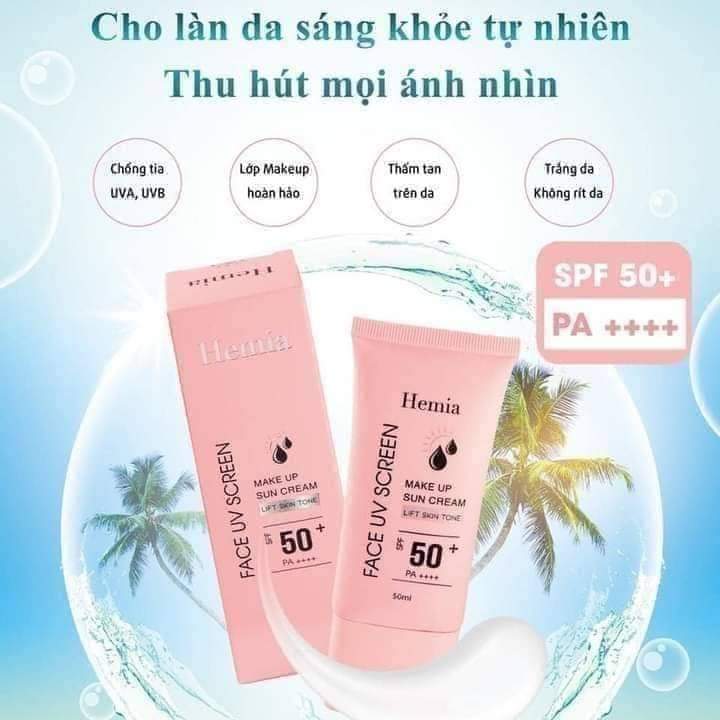 Cho làn da sáng khỏe tự nhiên
Thu hút mọi ánh nhìn
Chống tia
UVA, UVB
Lớp Makeup
hoàn hảo
Thấm tan
trên da
Trắng da
Không rít da
SPF 50+
PA ++++
Hemia
Hemia
FACE UV SCREEN
MAKE UP
SUN CREAM
LIFT SKIN TONE
SPF 50+
PA ++++
Hemia
FACE UV SCREEN
MAKE UP
SUN CREAM
LIFT SKIN TONE
SPF 50+
PA ++++
50ml